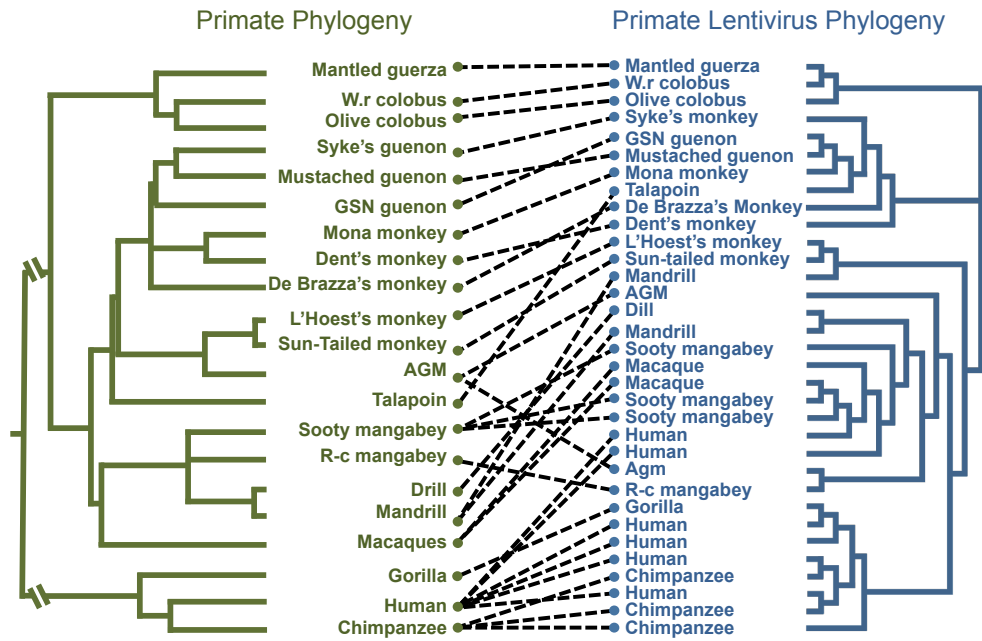 Primate Phylogeny
Primate Lentivirus Phylogeny
Mantled guerza
W.r colobus
Olive colobus
Syke's guenon
Mustached guenon
GSN guenon
Mona monkey
Dent's monkey
De Brazza's monkey
L'Hoest's monkey
Sun-Tailed monkey
AGM
Talapoin
Sooty mangabey
R-c mangabey
Drill
Mandrill
Macaques
Gorilla
Human
Chimpanzee
Mantled guerza
W.r colobus
Olive colobus
Syke's monkey
GSN guenon
Mustached guenon
Mona monkey
Talapoin
De Brazza's Monkey
Dent's monkey
L'Hoest's monkey
Sun-tailed monkey
Mandrill
AGM
Dill
Mandrill
Sooty mangabey
Macaque
Macaque
Sooty mangabey
Sooty mangabey
Human
Human
Agm
R-c mangabey
Gorilla
Human
Human
Human
Chimpanzee
Human
Chimpanzee
Chimpanzee